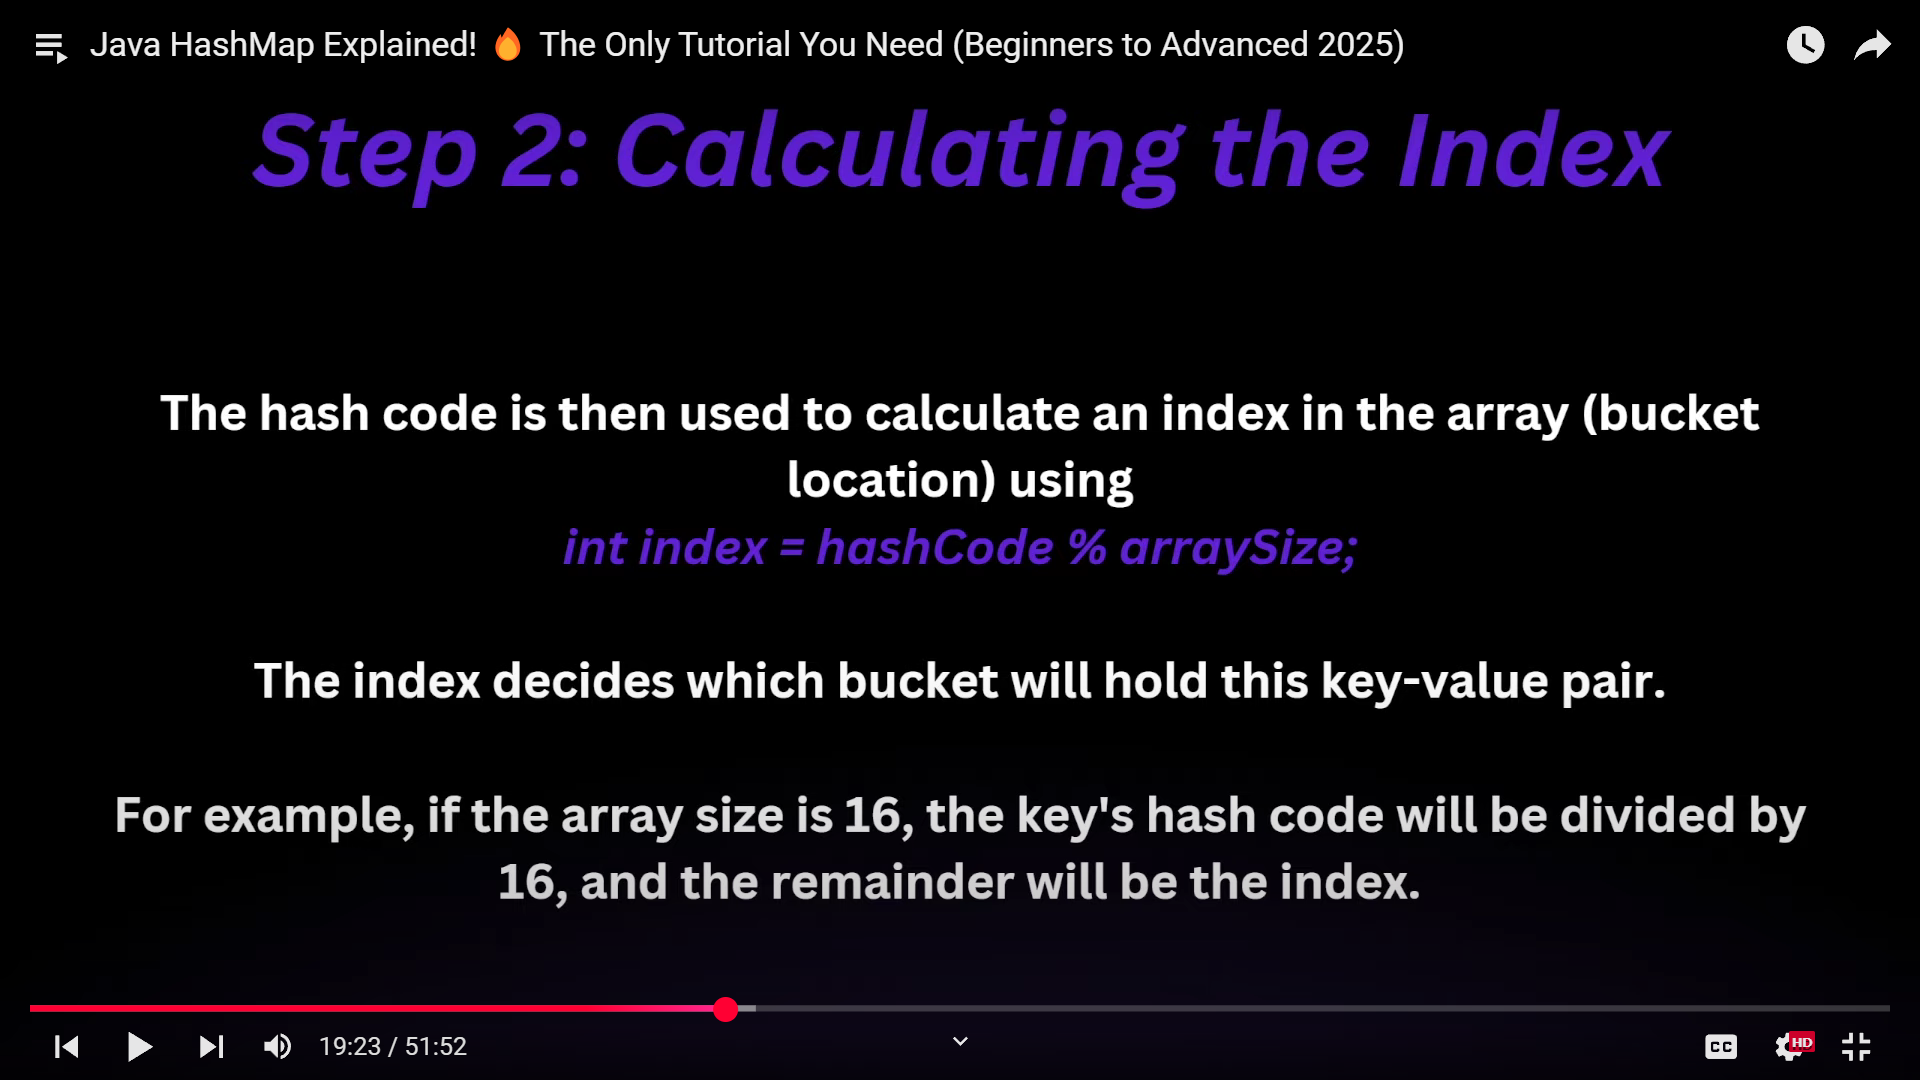 Java HashMap Explained! 🔥 The Only Tutorial You Need (Beginners to Advanced 2025)
Step 2: Calculating the Index
The hash code is then used to calculate an index in the array (bucket
location) using
int index = hashCode % arraySize;
The index decides which bucket will hold this key-value pair.
For example, if the array size is 16, the key's hash code will be divided by
16, and the remainder will be the index.
19:23 / 51:52
CC
HD